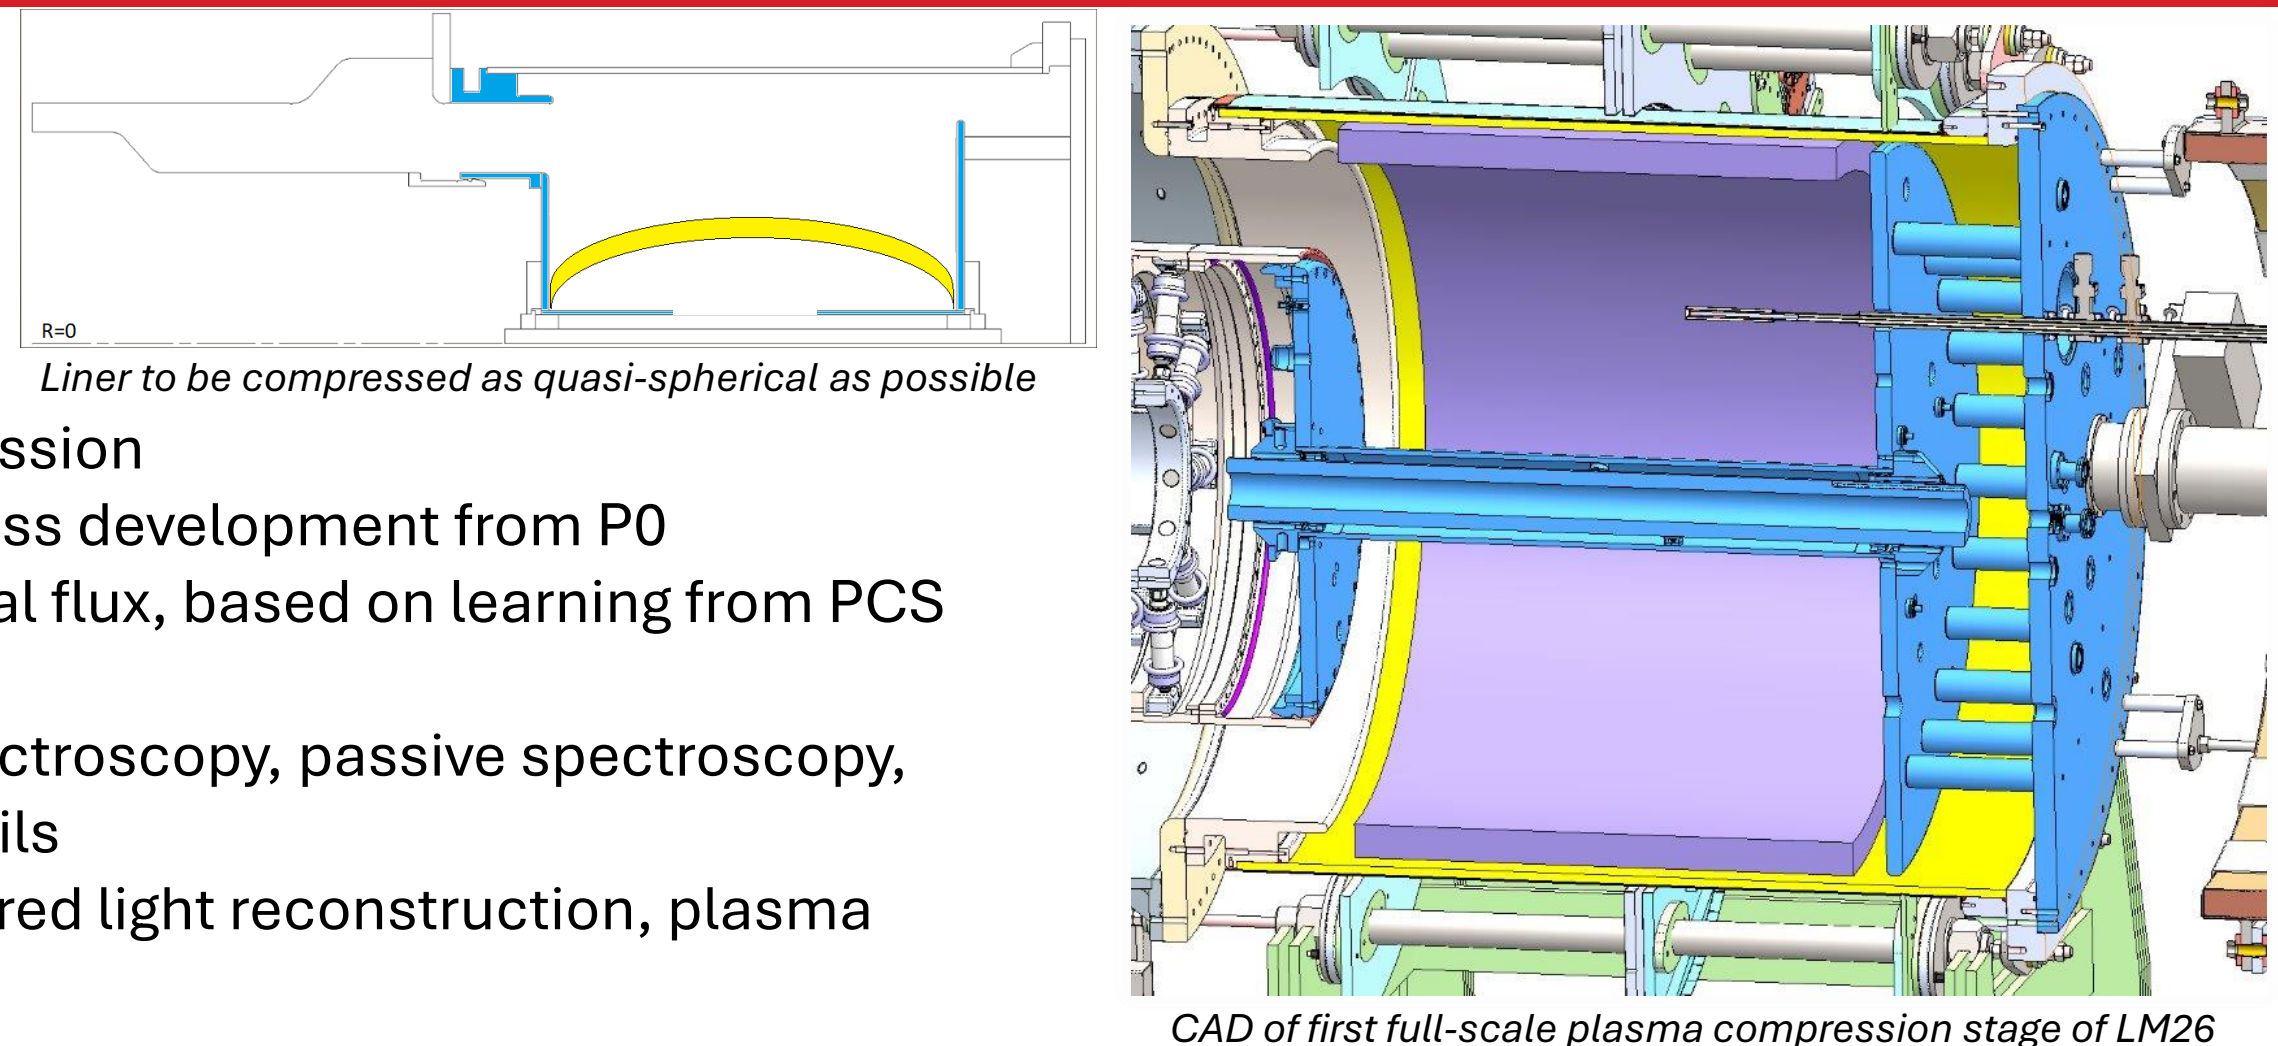 R=0
Liner to be compressed as quasi-spherical as possible
ssion
ss development from P0
al flux, based on learning from PCS
ctroscopy, passive spectroscopy,
ils
red light reconstruction, plasma
CAD of first full-scale plasma compression stage of LM26